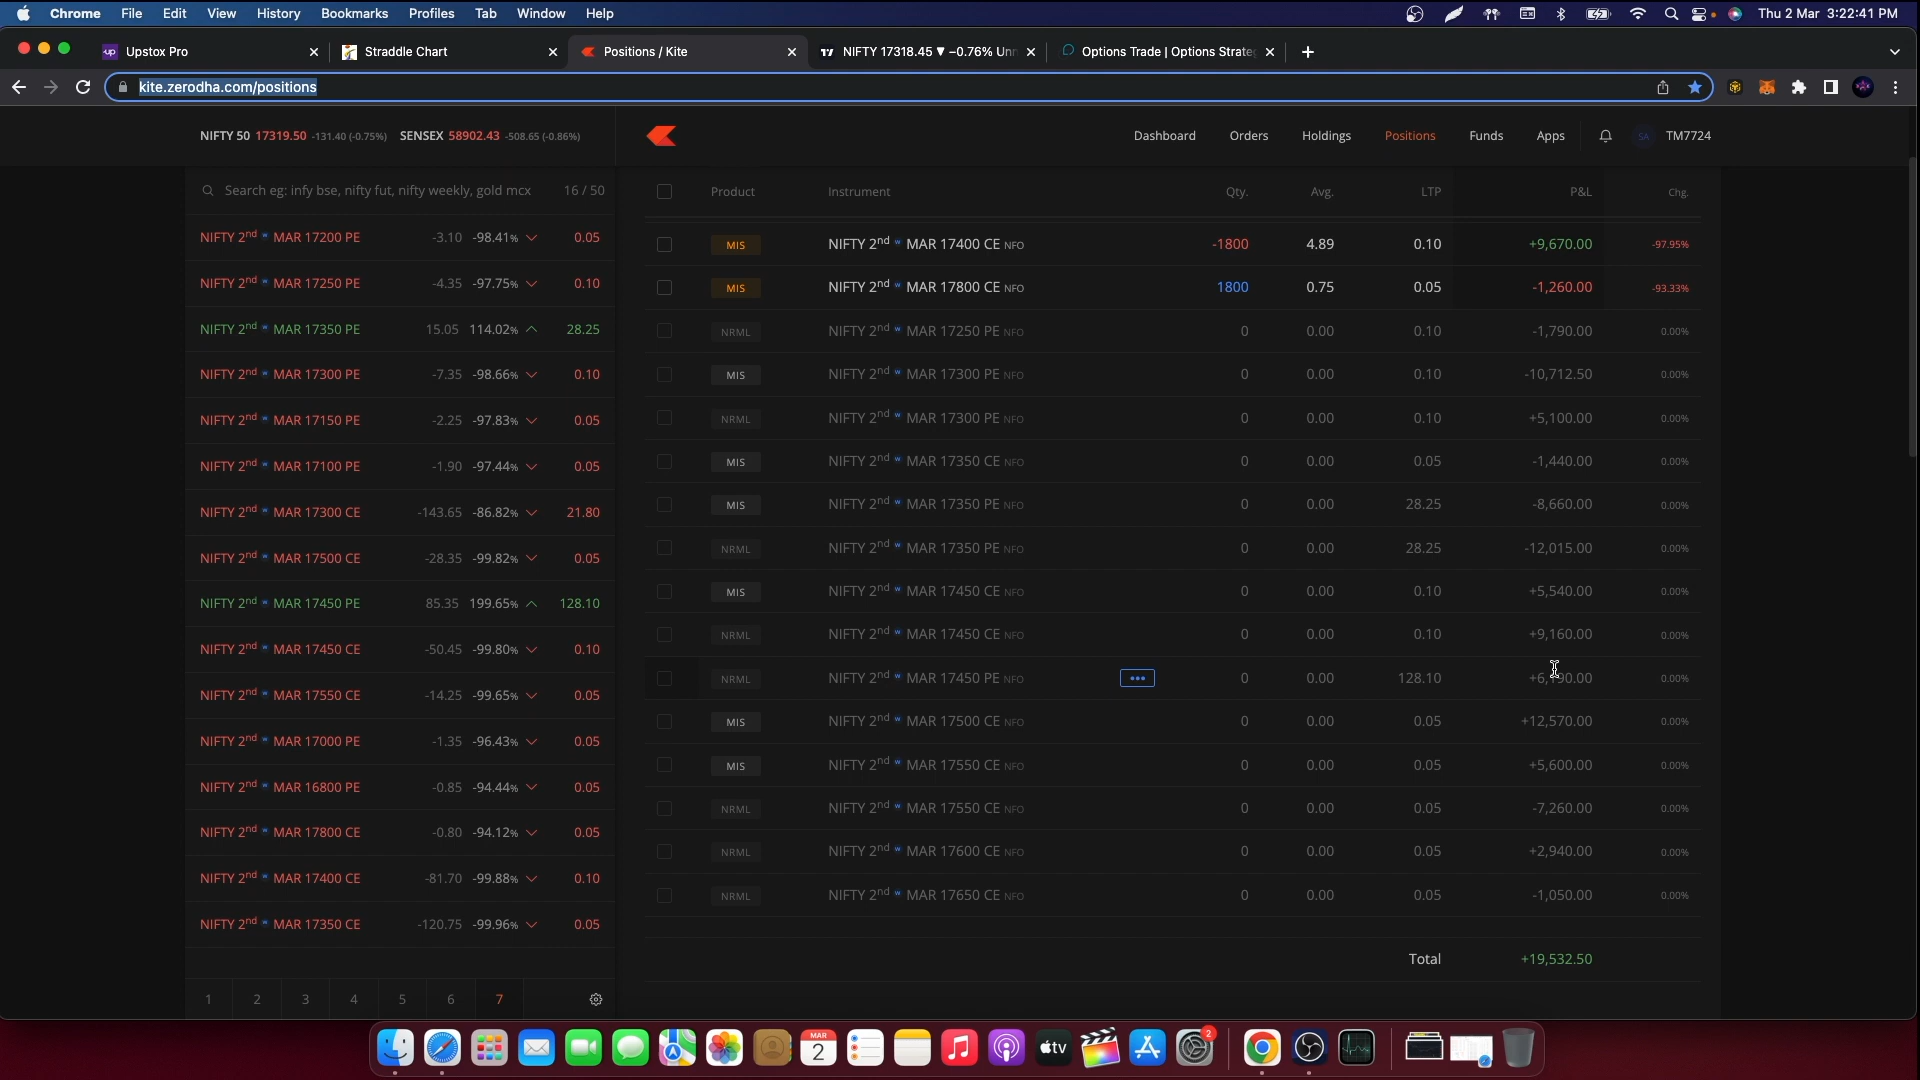 Chrome File Edit View History Bookmarks Profiles Tab Window Help Thu 2 Mar 3:22:41 PM
Upstox Pro Straddle Chart Positions / Kite NIFTY 17318.45 ▼ −0.76% Unn Options Trade | Options Strate
kite.zerodha.com/positions
NIFTY 50 17319.50 -131.40 (-0.75%) SENSEX 58902.43 -508.65 (-0.86%) Dashboard Orders Holdings Positions Funds Apps SA TM7724
Search eg: infy bse, nifty fut, nifty weekly, gold mcx 16 / 50
NIFTY 2nd w MAR 17200 PE -3.10 -98.41% 0.05
NIFTY 2nd w MAR 17250 PE -4.35 -97.75% 0.10
NIFTY 2nd w MAR 17350 PE 15.05 114.02% 28.25
NIFTY 2nd w MAR 17300 PE -7.35 -98.66% 0.10
NIFTY 2nd w MAR 17150 PE -2.25 -97.83% 0.05
NIFTY 2nd w MAR 17100 PE -1.90 -97.44% 0.05
NIFTY 2nd w MAR 17300 CE -143.65 -86.82% 21.80
NIFTY 2nd w MAR 17500 CE -28.35 -99.82% 0.05
NIFTY 2nd w MAR 17450 PE 85.35 199.65% 128.10
NIFTY 2nd w MAR 17450 CE -50.45 -99.80% 0.10
NIFTY 2nd w MAR 17550 CE -14.25 -99.65% 0.05
NIFTY 2nd w MAR 17000 PE -1.35 -96.43% 0.05
NIFTY 2nd w MAR 16800 PE -0.85 -94.44% 0.05
NIFTY 2nd w MAR 17800 CE -0.80 -94.12% 0.05
NIFTY 2nd w MAR 17400 CE -81.70 -99.88% 0.10
NIFTY 2nd w MAR 17350 CE -120.75 -99.96% 0.05
1 2 3 4 5 6 7
Product Instrument Qty. Avg. LTP P&L Chg.
MIS NIFTY 2nd w MAR 17400 CE NFO -1800 4.89 0.10 +9,670.00 -97.95%
MIS NIFTY 2nd w MAR 17800 CE NFO 1800 0.75 0.05 -1,260.00 -93.33%
NRML NIFTY 2nd w MAR 17250 PE NFO 0 0.00 0.10 -1,790.00 0.00%
MIS NIFTY 2nd w MAR 17300 PE NFO 0 0.00 0.10 -10,712.50 0.00%
NRML NIFTY 2nd w MAR 17300 PE NFO 0 0.00 0.10 +5,100.00 0.00%
MIS NIFTY 2nd w MAR 17350 CE NFO 0 0.00 0.05 -1,440.00 0.00%
MIS NIFTY 2nd w MAR 17350 PE NFO 0 0.00 28.25 -8,660.00 0.00%
NRML NIFTY 2nd w MAR 17350 PE NFO 0 0.00 28.25 -12,015.00 0.00%
MIS NIFTY 2nd w MAR 17450 CE NFO 0 0.00 0.10 +5,540.00 0.00%
NRML NIFTY 2nd w MAR 17450 CE NFO 0 0.00 0.10 +9,160.00 0.00%
NRML NIFTY 2nd w MAR 17450 PE NFO 0 0.00 128.10 0.00%
MIS NIFTY 2nd w MAR 17500 CE NFO 0 0.00 0.05 +12,570.00 0.00%
MIS NIFTY 2nd w MAR 17550 CE NFO 0 0.00 0.05 +5,600.00 0.00%
NRML NIFTY 2nd w MAR 17550 CE NFO 0 0.00 0.05 -7,260.00 0.00%
NRML NIFTY 2nd w MAR 17600 CE NFO 0 0.00 0.05 +2,940.00 0.00%
NRML NIFTY 2nd w MAR 17650 CE NFO 0 0.00 0.05 -1,050.00 0.00%
Total +19,532.50
MAR
2
tv
2